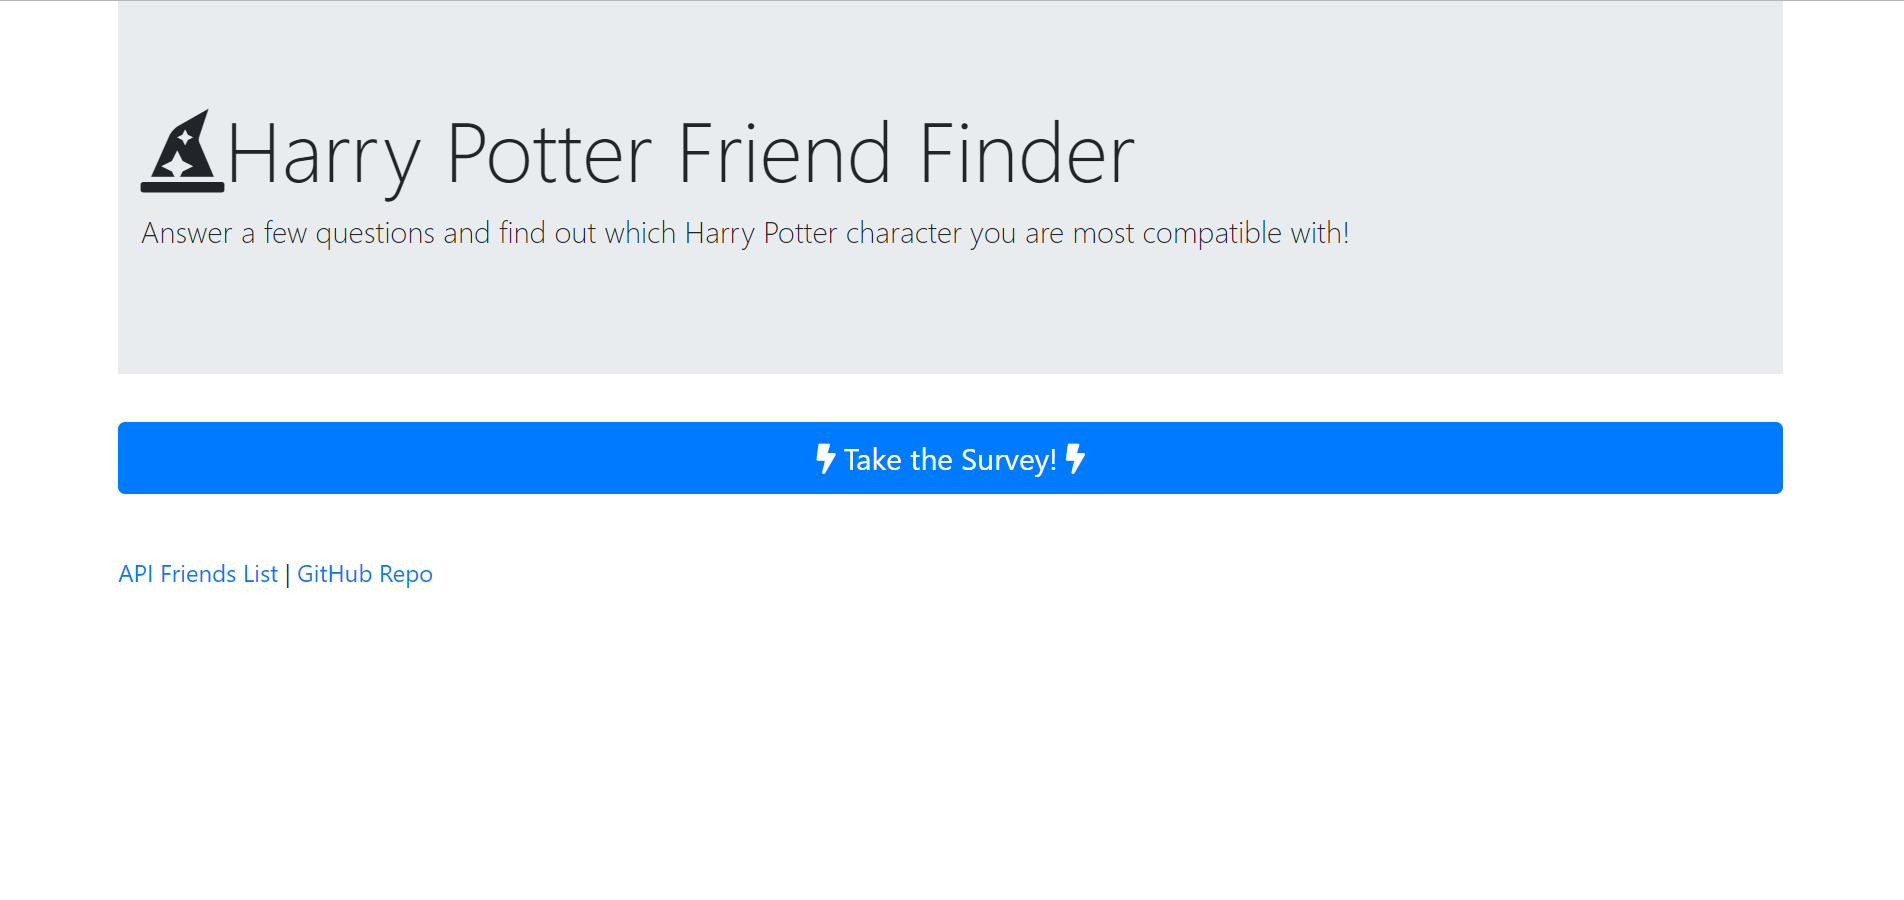 Harry Potter Friend Finder
Answer a few questions and find out which Harry Potter character you are most compatible with!
Take the Survey!
API Friends List | GitHub Repo